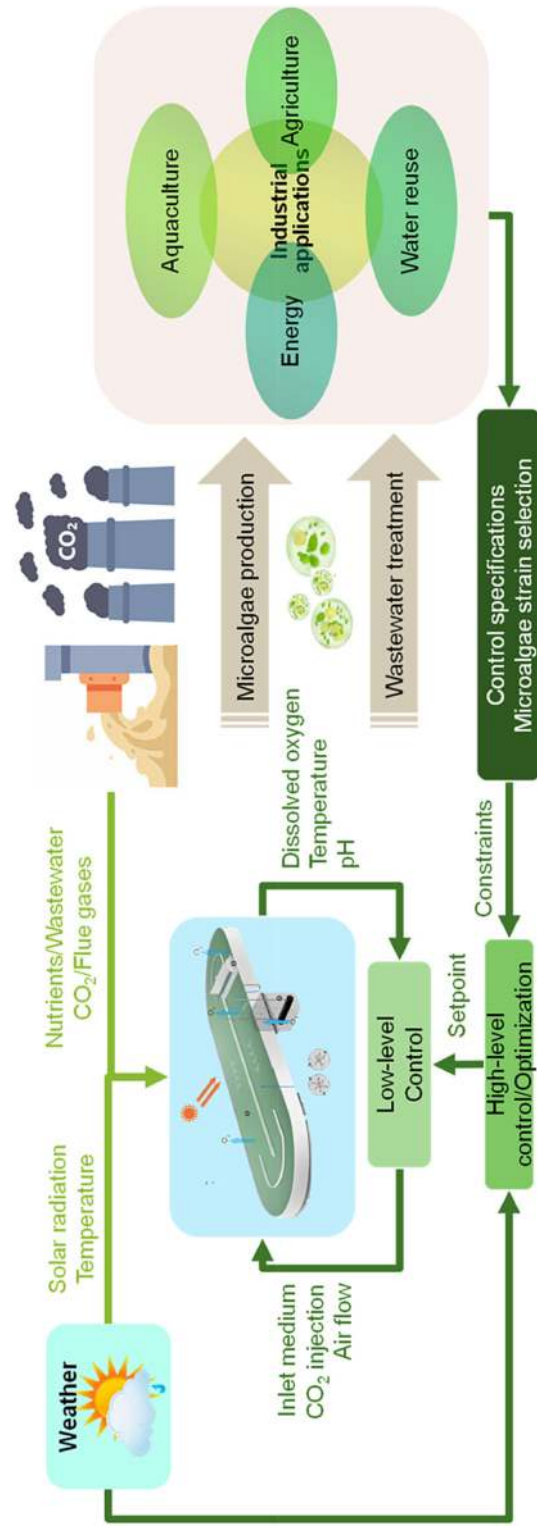 Weather
Solar radiation
Temperature
Nutrients/Wastewater
CO₂/Flue gases
CO₂
Inlet medium
CO₂ injection
Air flow
Dissolved oxygen
Temperature
pH
Low-level
Control
Setpoint
High-level
control/Optimization
Constraints
Control specifications
Microalgae strain selection
Microalgae production
Wastewater treatment
Aquaculture
Energy
Industrial
applications
Agriculture
Water reuse